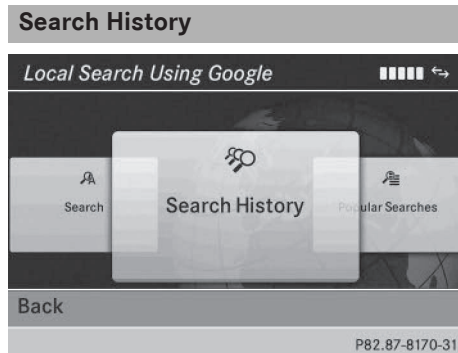 Search History
Local Search Using Google
Search
Search History
ular Searches
Back
P82.87-8170-31